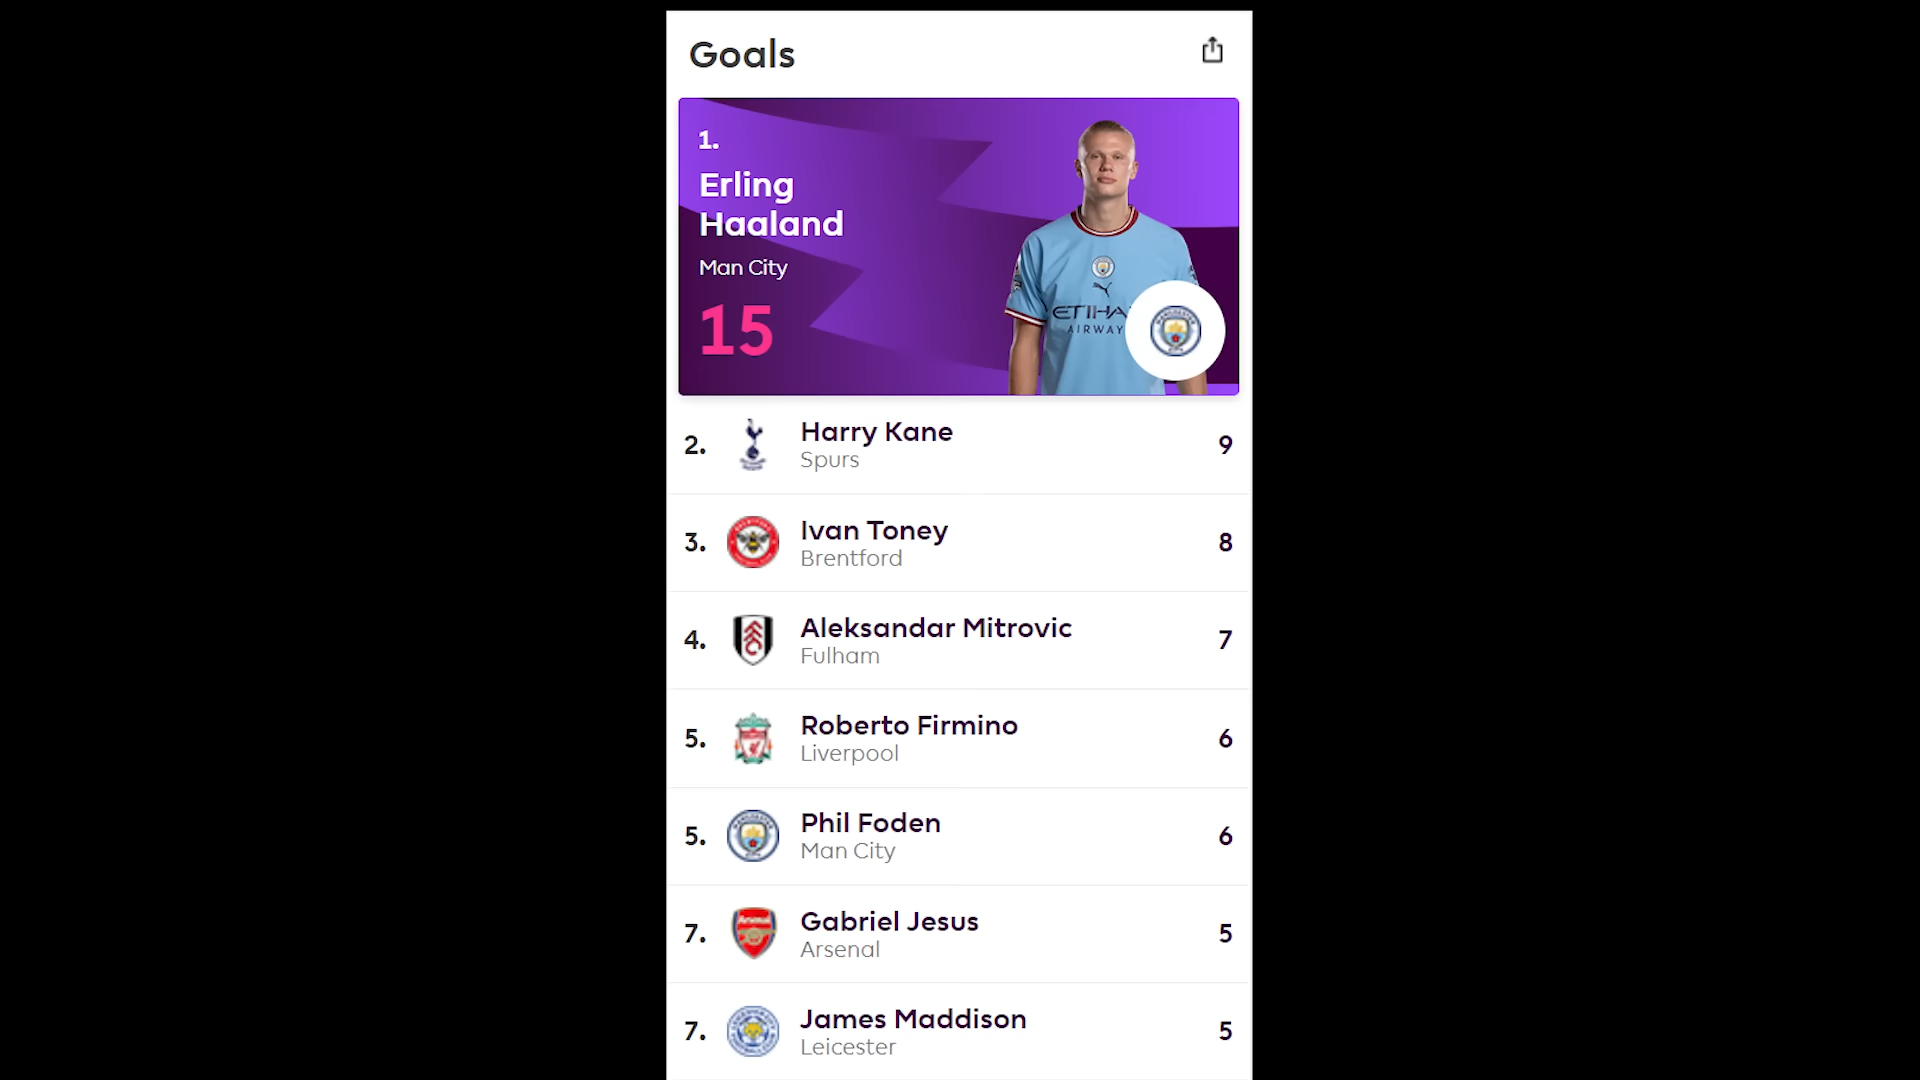 Goals
1.
Erling
Haaland
Man City
15
ETIHA
AIRWAY
2. Harry Kane 9
Spurs
3. Ivan Toney 8
Brentford
4. Aleksandar Mitrovic 7
Fulham
5. Roberto Firmino 6
Liverpool
5. Phil Foden 6
Man City
7. Gabriel Jesus 5
Arsenal
7. James Maddison 5
Leicester